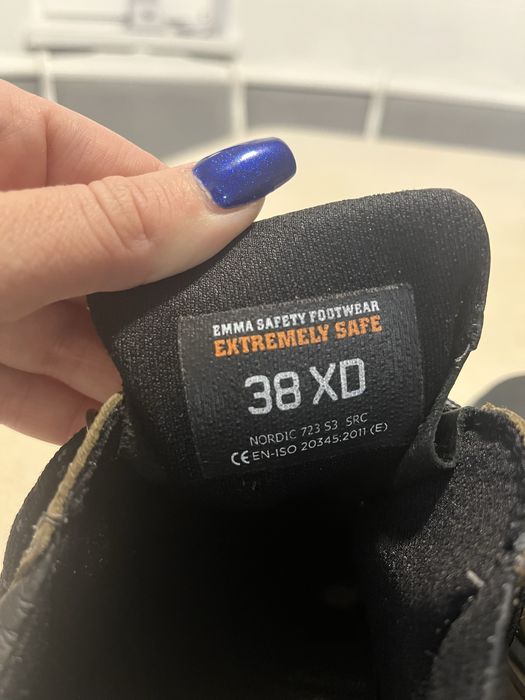 EMMA SAFETY FOOTWEAR
EXTREMELY SAFE
38 XD
NORDIC 723 S3 SRC
CE EN-ISO 20345:2011 (E)